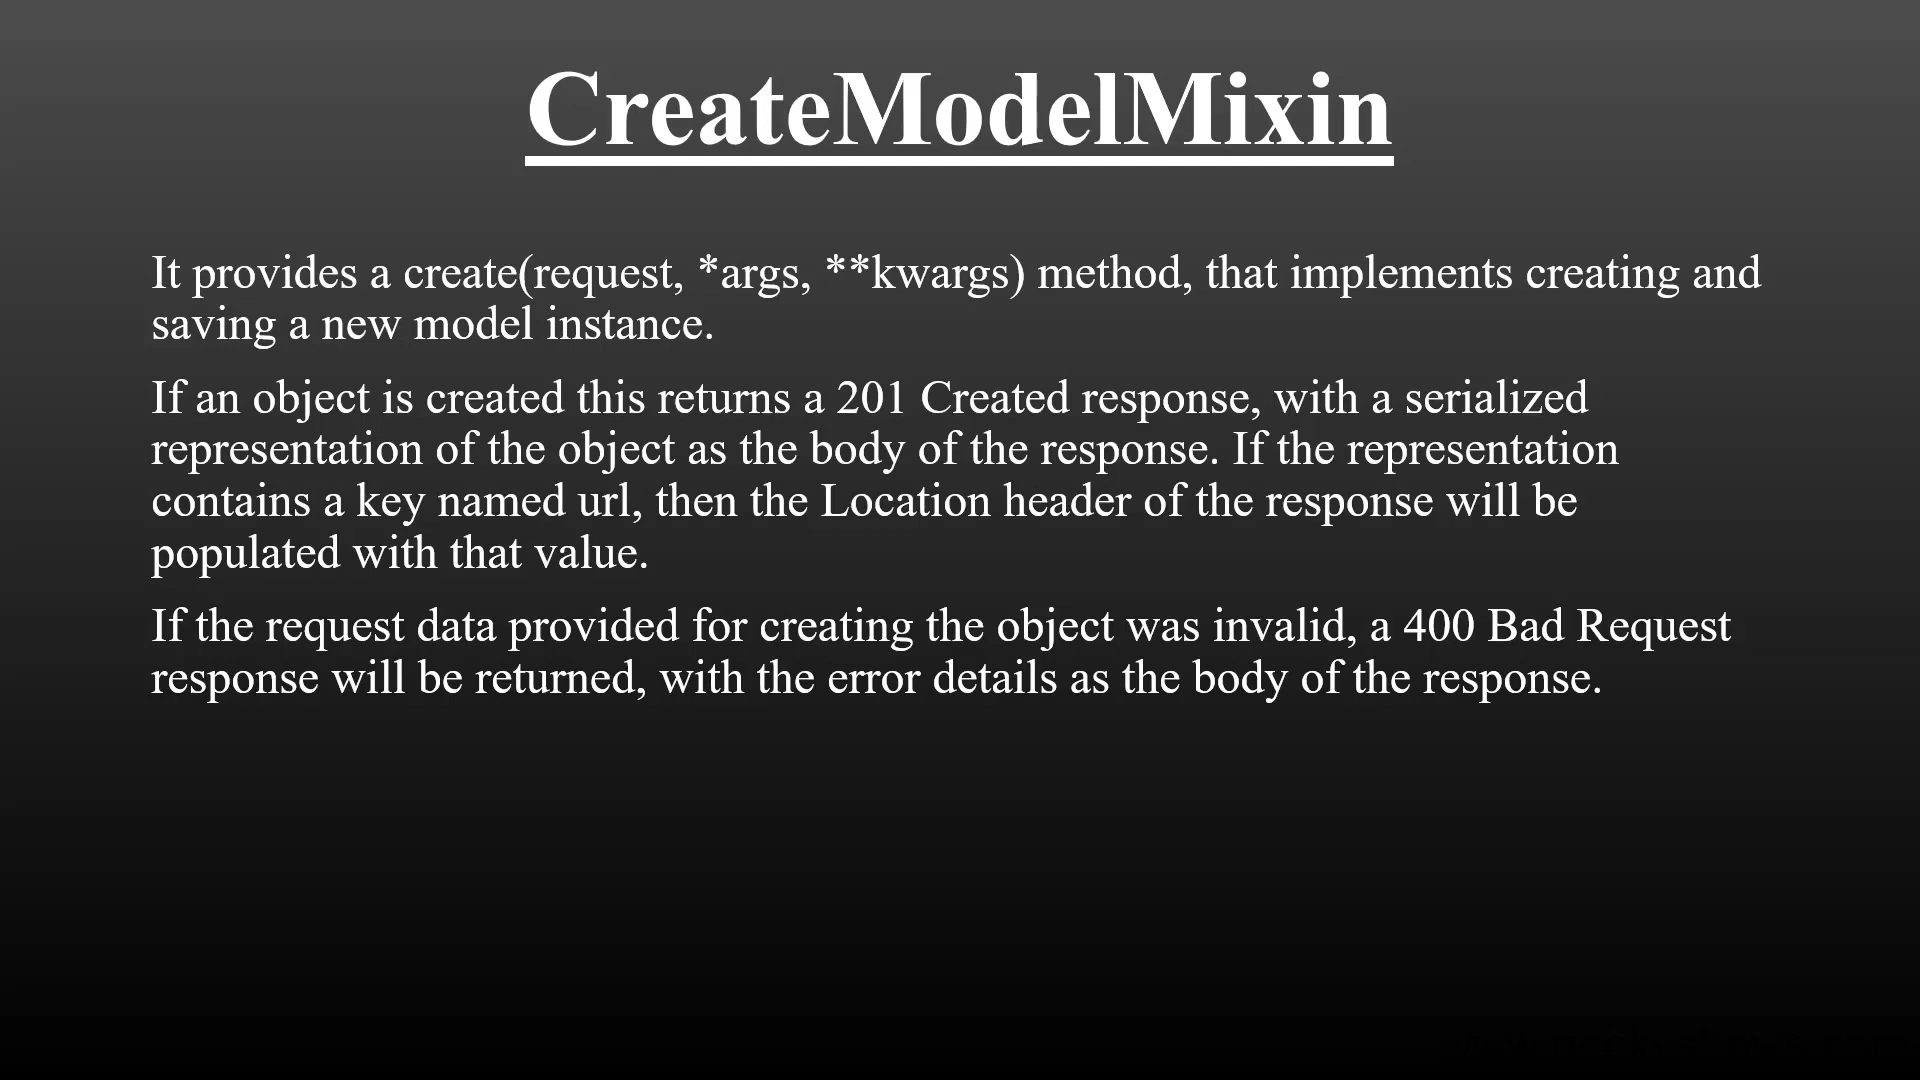 CreateModelMixin
It provides a create(request, *args, **kwargs) method, that implements creating and
saving a new model instance.
If an object is created this returns a 201 Created response, with a serialized
representation of the object as the body of the response. If the representation
contains a key named url, then the Location header of the response will be
populated with that value.
If the request data provided for creating the object was invalid, a 400 Bad Request
response will be returned, with the error details as the body of the response.